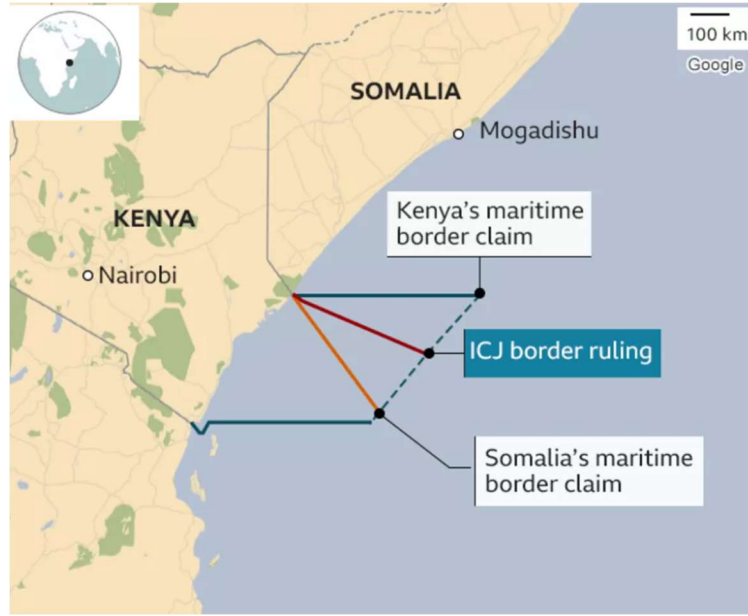 100 km
Google
SOMALIA
Mogadishu
Kenya's maritime
border claim
KENYA
Nairobi
ICJ border ruling
Somalia's maritime
border claim